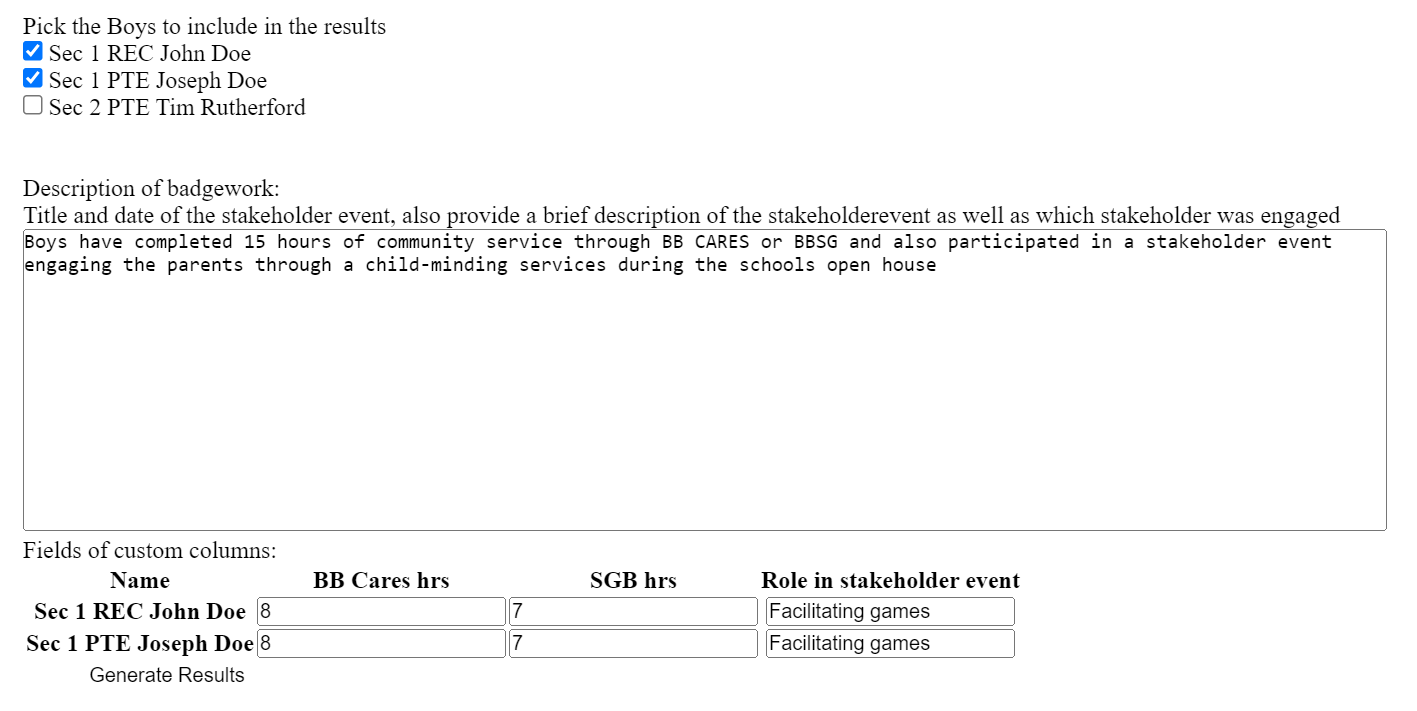 Pick the Boys to include in the results
Sec 1 REC John Doe
Sec 1 PTE Joseph Doe
Sec 2 PTE Tim Rutherford
Description of badgework:
Title and date of the stakeholder event, also provide a brief description of the stakeholderevent as well as which stakeholder was engaged
Boys have completed 15 hours of community service through BB CARES or BBSG and also participated in a stakeholder event
engaging the parents through a child-minding services during the schools open house
Fields of custom columns:
Name BB Cares hrs SGB hrs Role in stakeholder event
Sec 1 REC John Doe 8 7 Facilitating games
Sec 1 PTE Joseph Doe 8 7 Facilitating games
Generate Results